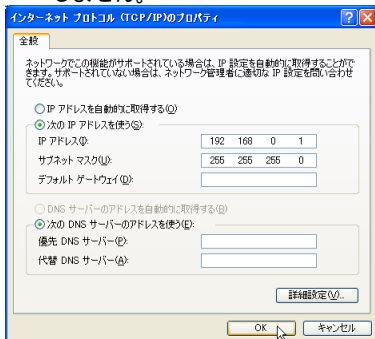 しません。
インターネット プロトコル (TCP/IP)のプロパティ
全般
ネットワークでこの機能がサポートされている場合は、IP 設定を自動的に取得することがで
きます。サポートされていない場合は、ネットワーク管理者に適切な IP 設定を問い合わせ
てください。
IP アドレスを自動的に取得する(O)
次の IP アドレスを使う(S):
IP アドレス(I): 192 168 0 1
サブネット マスク(U): 255 255 255 0
デフォルト ゲートウェイ(D):
DNS サーバーのアドレスを自動的に取得する(B)
次の DNS サーバーのアドレスを使う(E):
優先 DNS サーバー(P):
代替 DNS サーバー(A):
詳細設定(V)...
OK キャンセル